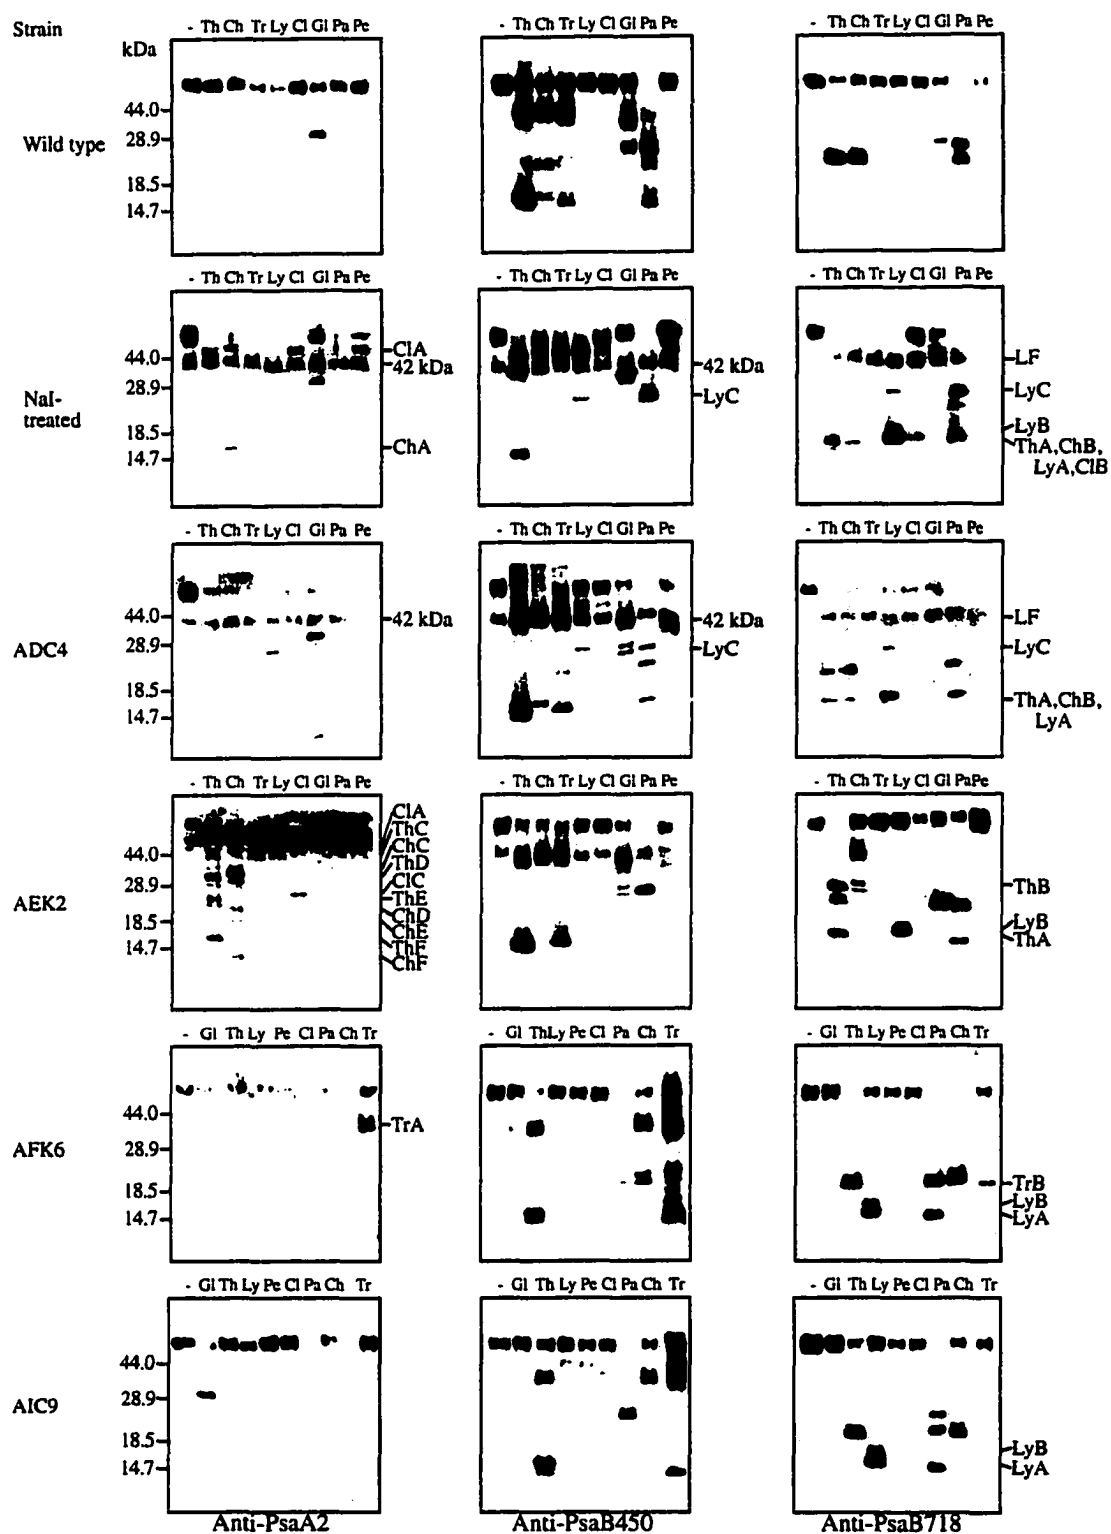 Strain
- Th Ch Tr Ly Cl Gl Pa Pe
- Th Ch Tr Ly Cl Gl Pa Pe
- Th Ch Tr Ly Cl Gl Pa Pe
kDa
44.0
28.9
18.5
14.7
Wild type
- Th Ch Tr Ly Cl Gl Pa Pe
- Th Ch Tr Ly Cl Gl Pa Pe
- Th Ch Tr Ly Cl Gl Pa Pe
44.0
28.9
18.5
14.7
NaI-
treated
ClA
42 kDa
ChA
42 kDa
LyC
LF
LyC
LyB
ThA,ChB,
LyA,ClB
- Th Ch Tr Ly Cl Gl Pa Pe
- Th Ch Tr Ly Cl Gl Pa Pe
- Th Ch Tr Ly Cl Gl Pa Pe
44.0
28.9
18.5
14.7
ADC4
42 kDa
42 kDa
LyC
LF
LyC
ThA,ChB,
LyA
- Th Ch Tr Ly Cl Gl Pa Pe
- Th Ch Tr Ly Cl Gl Pa Pe
- Th Ch Tr Ly Cl Gl PaPe
44.0
28.9
18.5
14.7
AEK2
ClA
ThC
ChC
ThD
ClC
ThE
ChD
ChE
ThF
ChF
ThB
LyB
ThA
- Gl Th Ly Pe Cl Pa Ch Tr
- Gl ThLy Pe Cl Pa Ch Tr
- Gl Th Ly Pe Cl Pa Ch Tr
44.0
28.9
18.5
14.7
AFK6
TrA
TrB
LyB
LyA
- Gl Th Ly Pe Cl Pa Ch Tr
- Gl Th Ly Pe Cl Pa Ch Tr
- Gl Th Ly Pe Cl Pa Ch Tr
44.0
28.9
18.5
14.7
AIC9
LyB
LyA
Anti-PsaA2
Anti-PsaB450
Anti-PsaB718